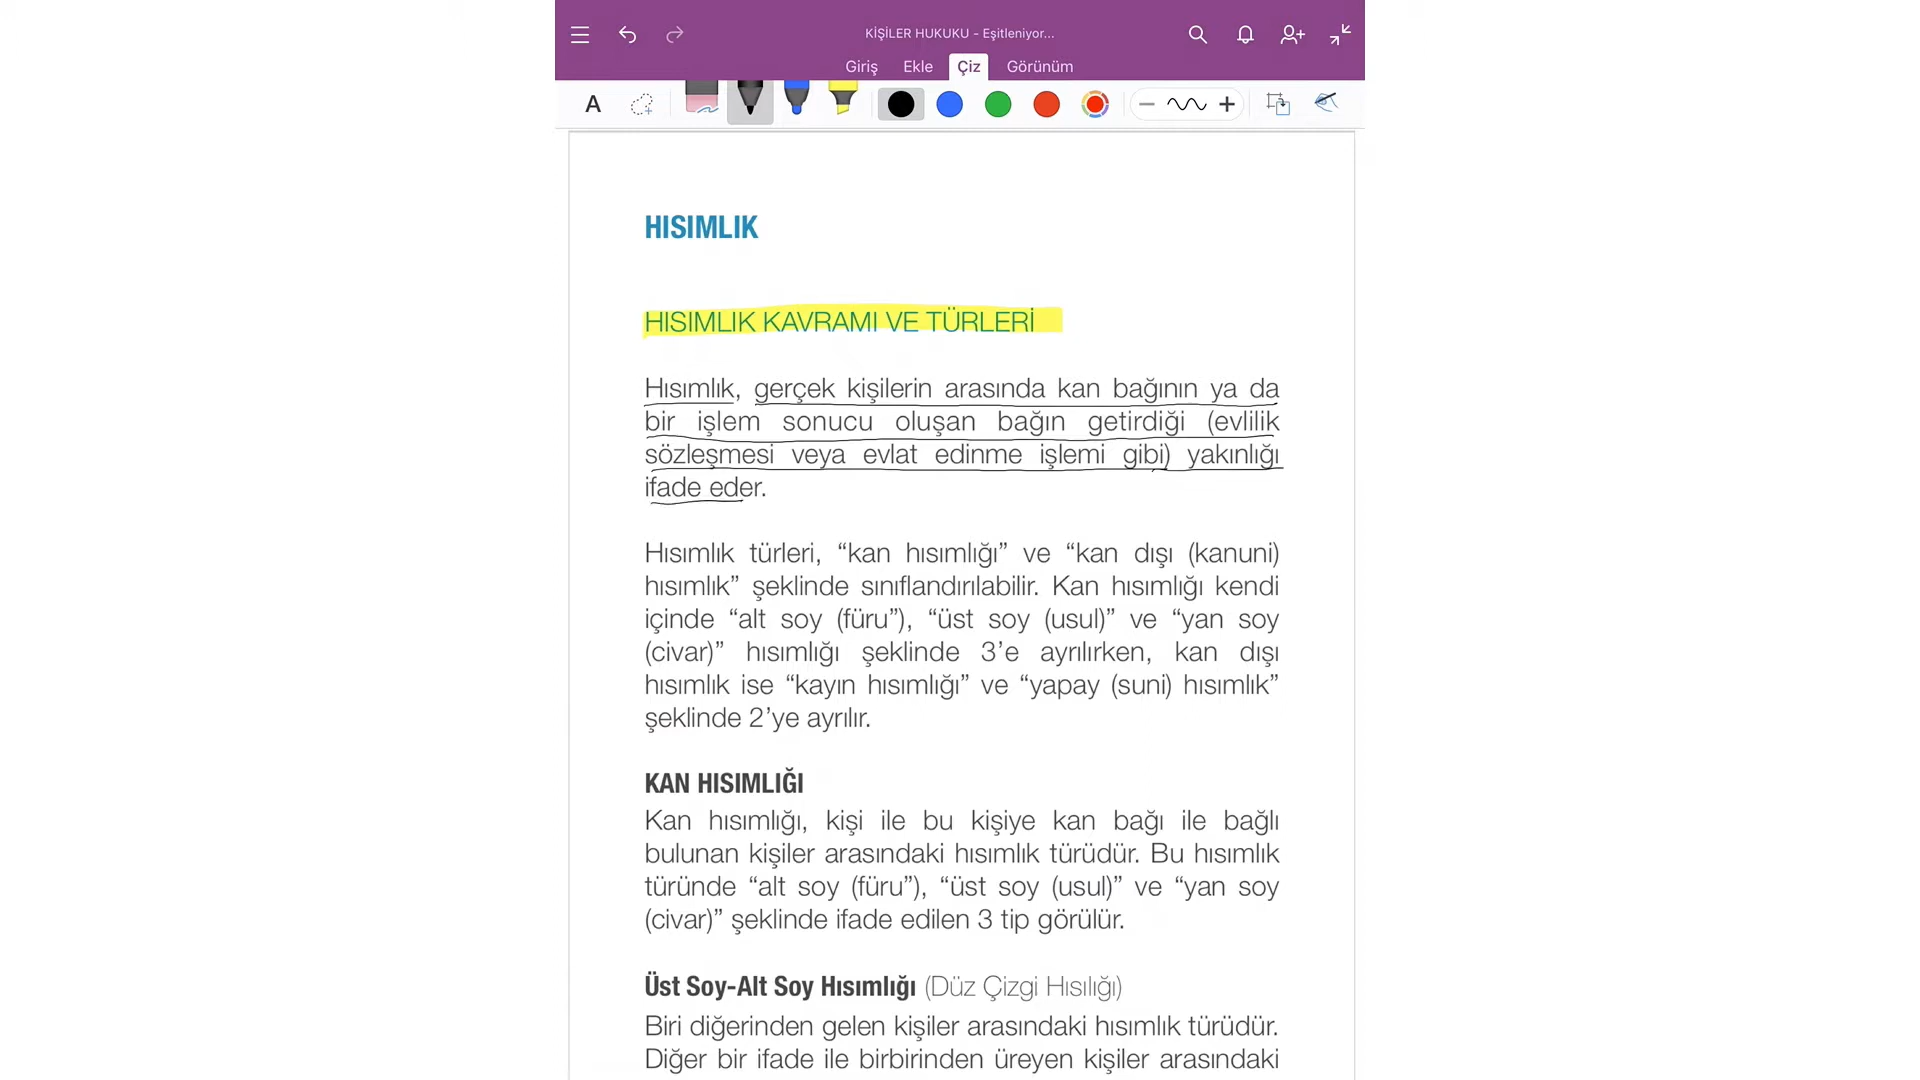 KİŞİLER HUKUKU - Eşitleniyor...
Giriş Ekle Çiz Görünüm
A
HISIMLIK
HISIMLIK KAVRAMI VE TÜRLERİ
Hısımlık, gerçek kişilerin arasında kan bağının ya da
bir işlem sonucu oluşan bağın getirdiği (evlilik
sözleşmesi veya evlat edinme işlemi gibi) yakınlığı
ifade eder.
Hısımlık türleri, “kan hısımlığı” ve “kan dışı (kanuni)
hısımlık” şeklinde sınıflandırılabilir. Kan hısımlığı kendi
içinde “alt soy (füru”), “üst soy (usul)” ve “yan soy
(civar)” hısımlığı şeklinde 3’e ayrılırken, kan dışı
hısımlık ise “kayın hısımlığı” ve “yapay (suni) hısımlık”
şeklinde 2’ye ayrılır.
KAN HISIMLIĞI
Kan hısımlığı, kişi ile bu kişiye kan bağı ile bağlı
bulunan kişiler arasındaki hısımlık türüdür. Bu hısımlık
türünde “alt soy (füru”), “üst soy (usul)” ve “yan soy
(civar)” şeklinde ifade edilen 3 tip görülür.
Üst Soy-Alt Soy Hısımlığı (Düz Çizgi Hısılığı)
Biri diğerinden gelen kişiler arasındaki hısımlık türüdür.
Diğer bir ifade ile birbirinden üreyen kişiler arasındaki